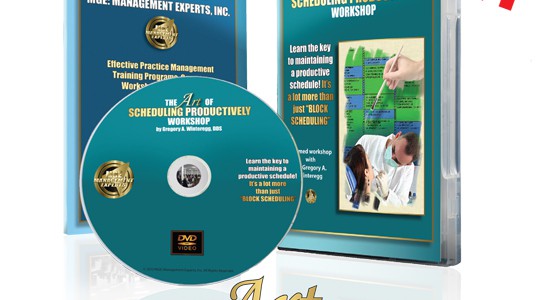 MGE: MANAGEMENT EXPERTS, INC.
Effective Practice Management
Training Programs
SCHEDULING
WORKSHOP
Learn the key
to maintaining
a productive
schedule! It's
a lot more
than just
"BLOCK
SCHEDULING"
workshop
with
Gregory A.
THE Art OF
SCHEDULING PRODUCTIVELY
WORKSHOP
by Gregory A. Winteregg, DDS
MANAGEMENT
Learn the key to
maintaining a
productive schedule!
It's a lot more
than just
BLOCK SCHEDULING
DVD
VIDEO
Art